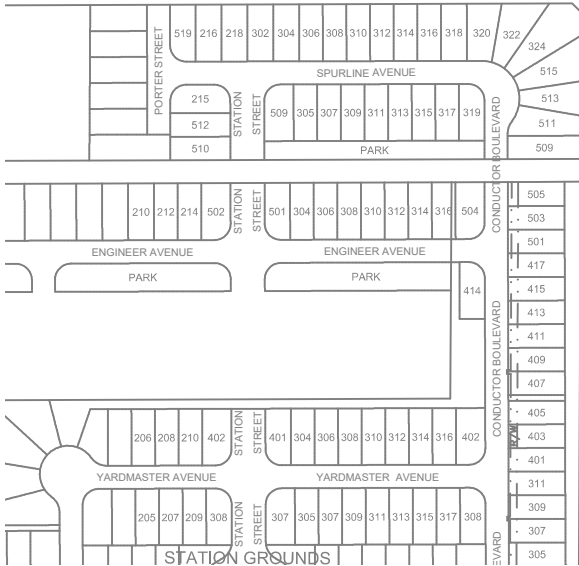 519 216 218 302 304 306 308 310 312 314 316 318 320 322
324
515
513
511
509
PORTER STREET
SPURLINE AVENUE
215
512
510
STATION
STREET
509 305 307 309 311 313 315 317 319
PARK
CONDUCTOR BOULEVARD
210 212 214 502
STATION
STREET
501 304 306 308 310 312 314 316 504
505
503
501
417
415
413
411
409
407
405
403
401
311
309
307
305
ENGINEER AVENUE
ENGINEER AVENUE
PARK
PARK
414
CONDUCTOR BOULEVARD
206 208 210 402
STATION
STREET
401 304 306 308 310 312 314 316 402
R/W
YARDMASTER AVENUE
YARDMASTER AVENUE
205 207 209 308
STATION
STREET
307 305 307 309 311 313 315 317 308
EVARD
STATION GROUNDS